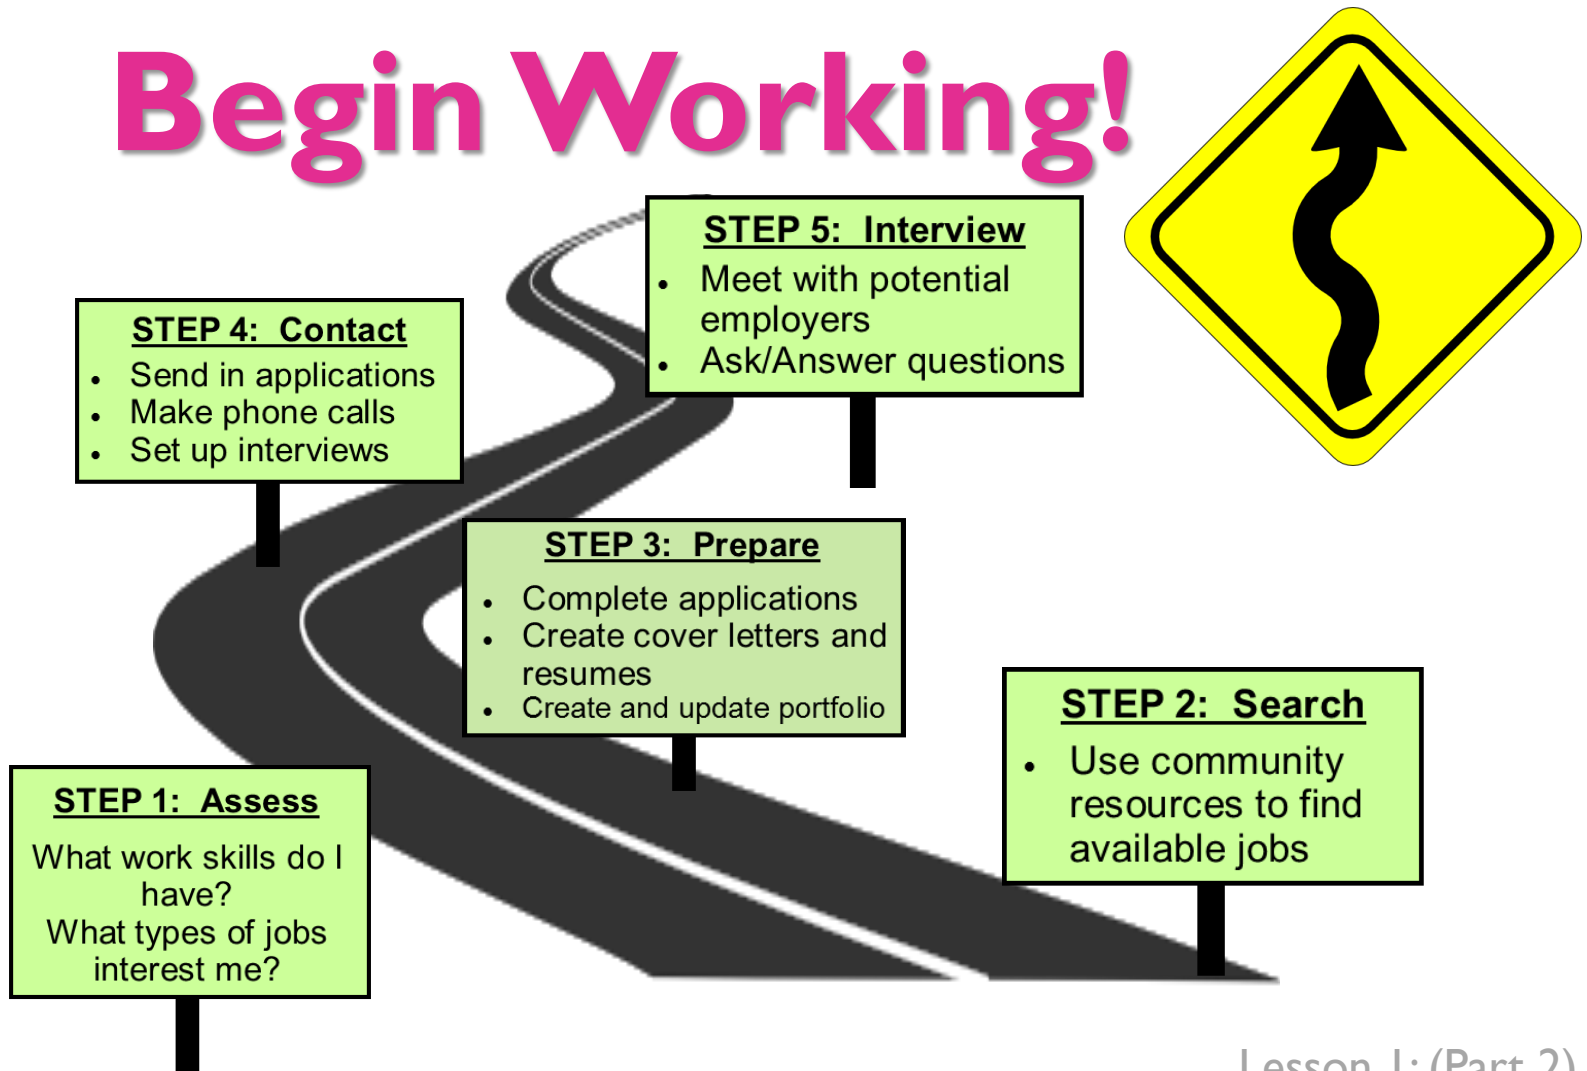 Begin Working!
STEP 5:  Interview
• Meet with potential
employers
• Ask/Answer questions
STEP 4:  Contact
• Send in applications
• Make phone calls
• Set up interviews
STEP 3:  Prepare
• Complete applications
• Create cover letters and
resumes
• Create and update portfolio
STEP 2:  Search
• Use community
resources to find
available jobs
STEP 1:  Assess
What work skills do I
have?
What types of jobs
interest me?
Lesson 1: (Part 2)